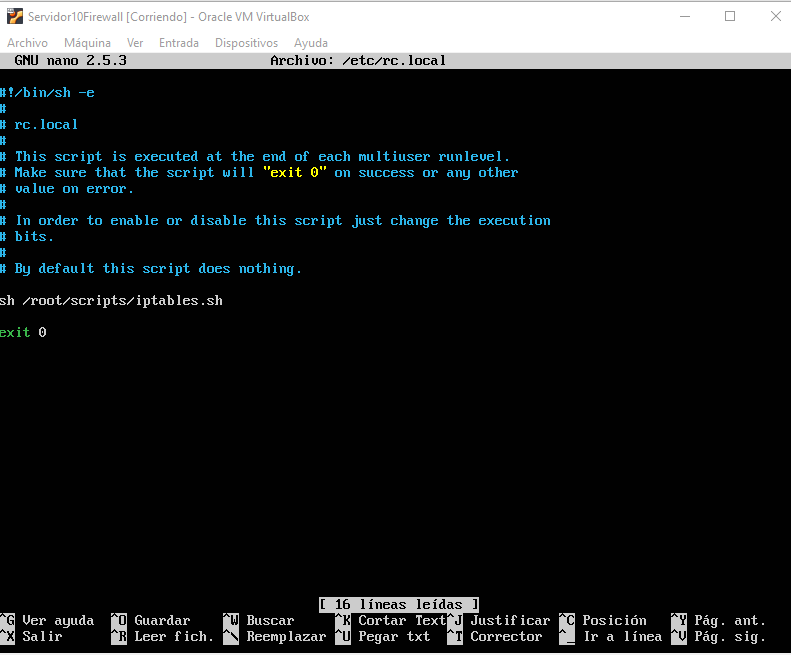 Servidor10Firewall [Corriendo] - Oracle VM VirtualBox
Archivo Máquina Ver Entrada Dispositivos Ayuda
GNU nano 2.5.3 Archivo: /etc/rc.local
#!/bin/sh -e
#
# rc.local
#
# This script is executed at the end of each multiuser runlevel.
# Make sure that the script will "exit 0" on success or any other
# value on error.
#
# In order to enable or disable this script just change the execution
# bits.
#
# By default this script does nothing.
sh /root/scripts/iptables.sh
exit 0
[ 16 líneas leídas ]
^G Ver ayuda ^O Guardar ^W Buscar ^K Cortar Text ^J Justificar ^C Posición ^Y Pág. ant.
^X Salir ^R Leer fich. ^\ Reemplazar ^U Pegar txt ^T Corrector ^_ Ir a línea ^V Pág. sig.